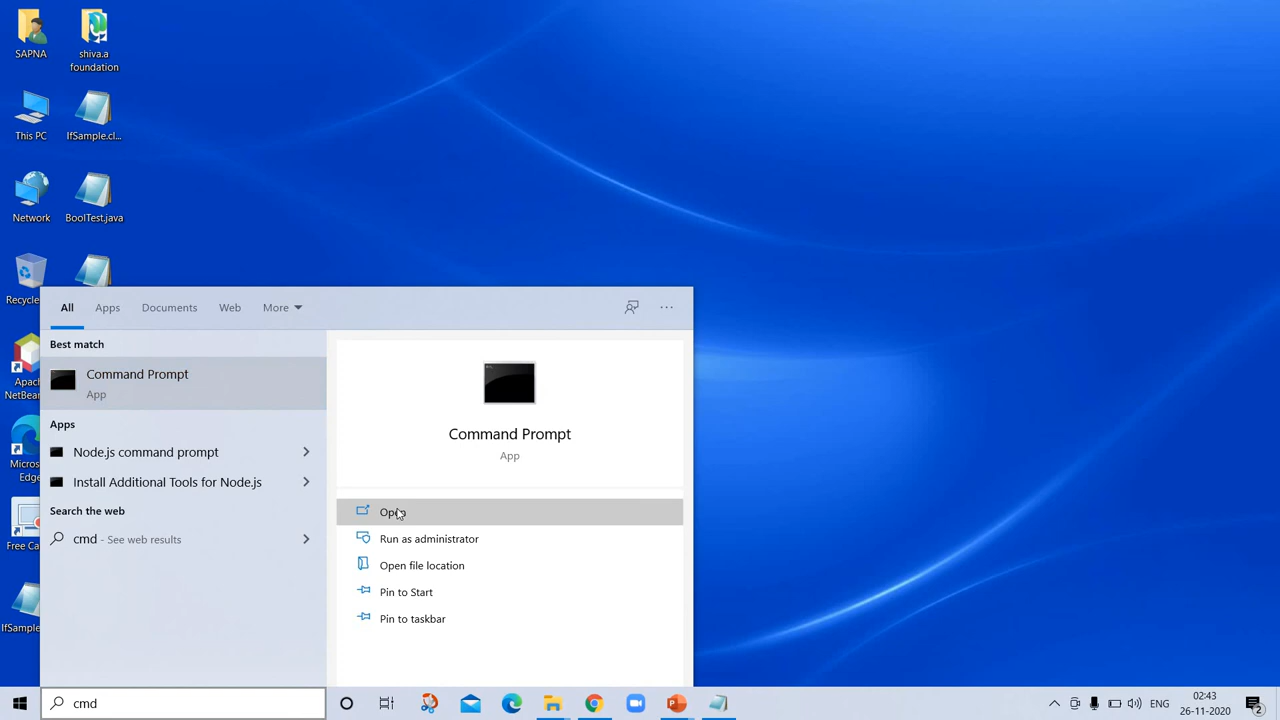 SAPNA
shiva.a
foundation
This PC
IfSample.cl...
Network
BoolTest.java
Recycle
Apac
NetBean
Micros
Edge
Free Ca
IfSample
All
Apps
Documents
Web
More
Best match
Command Prompt
App
Apps
Node.js command prompt
Install Additional Tools for Node.js
Search the web
cmd - See web results
Command Prompt
App
Open
Run as administrator
Open file location
Pin to Start
Pin to taskbar
cmd
ENG
02:43
26-11-2020
2